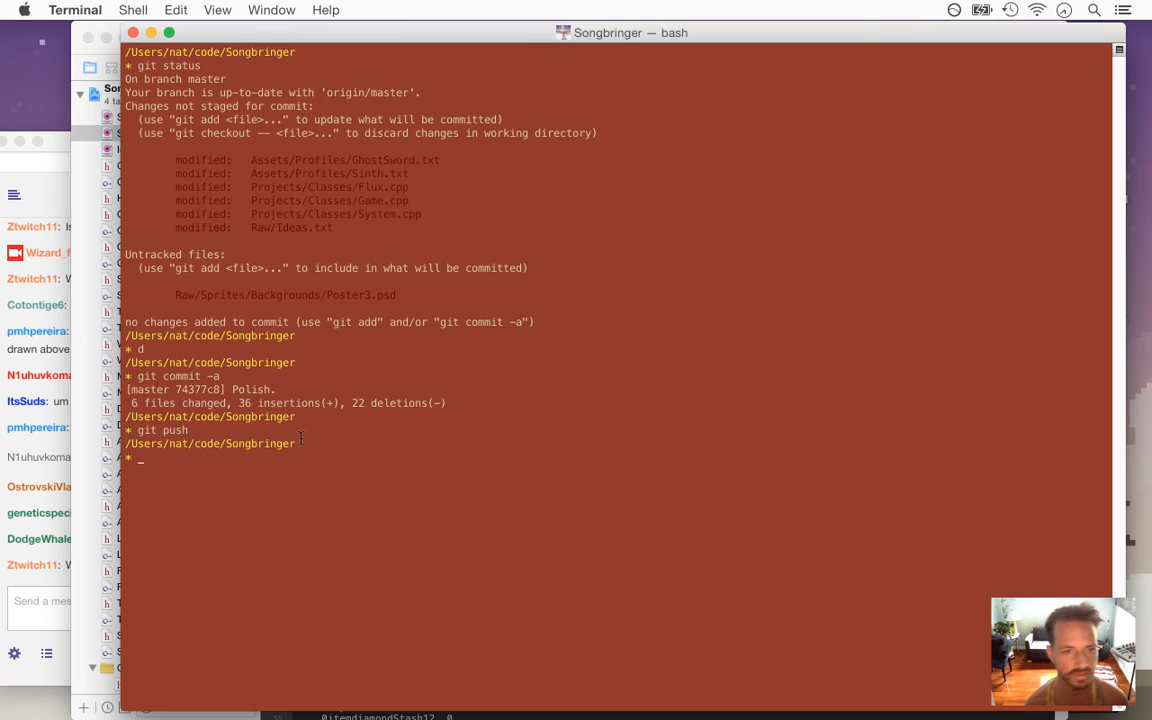 Terminal Shell Edit View Window Help
Songbringer — bash
/Users/nat/code/Songbringer
* git status
On branch master
Your branch is up-to-date with 'origin/master'.
Changes not staged for commit:
(use "git add <file>..." to update what will be committed)
(use "git checkout -- <file>..." to discard changes in working directory)
modified: Assets/Profiles/GhostSword.txt
modified: Assets/Profiles/Sinth.txt
modified: Projects/Classes/Flux.cpp
modified: Projects/Classes/Game.cpp
modified: Projects/Classes/System.cpp
modified: Raw/Ideas.txt
Untracked files:
(use "git add <file>..." to include in what will be committed)
Raw/Sprites/Backgrounds/Poster3.psd
no changes added to commit (use "git add" and/or "git commit -a")
/Users/nat/code/Songbringer
* d
/Users/nat/code/Songbringer
* git commit -a
[master 74377c8] Polish.
6 files changed, 36 insertions(+), 22 deletions(-)
/Users/nat/code/Songbringer
* git push
/Users/nat/code/Songbringer
* _
Son
4 ta
Ztwitch11: Is
Wizard_f
Ztwitch11: W
Cotontige6:
pmhpereira:
drawn above
N1uhuvkoma
ItsSuds: um
pmhpereira:
N1uhuvkoma
OstrovskiVla
geneticspeci
DodgeWhale
Ztwitch11: W
Send a mes
55 0itemdiamondStash12 0